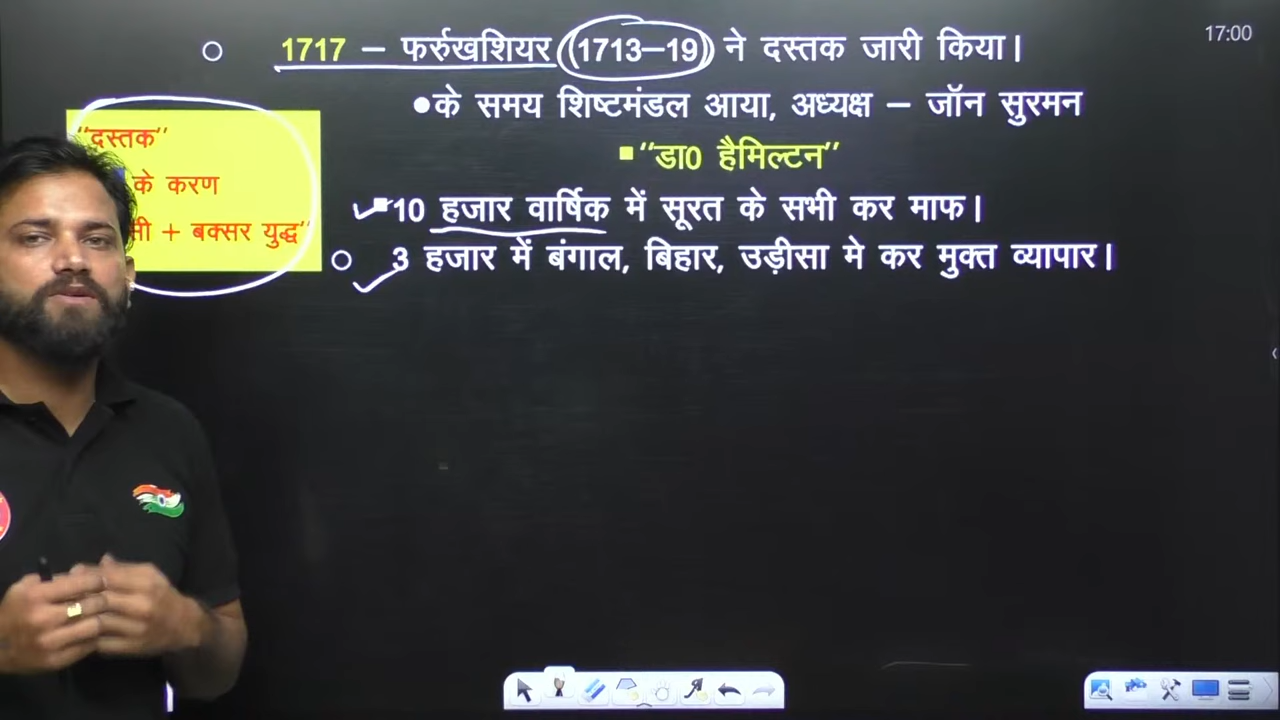 17:00
1717 – फर्रुखशियर (1713–19) ने दस्तक जारी किया।
●के समय शिष्टमंडल आया, अध्यक्ष – जॉन सुरमन
▪“डा0 हैमिल्टन”
▪10 हजार वार्षिक में सूरत के सभी कर माफ।
3 हजार में बंगाल, बिहार, उड़ीसा मे कर मुक्त व्यापार।
“दस्तक”
के करण
+ बक्सर युद्ध”